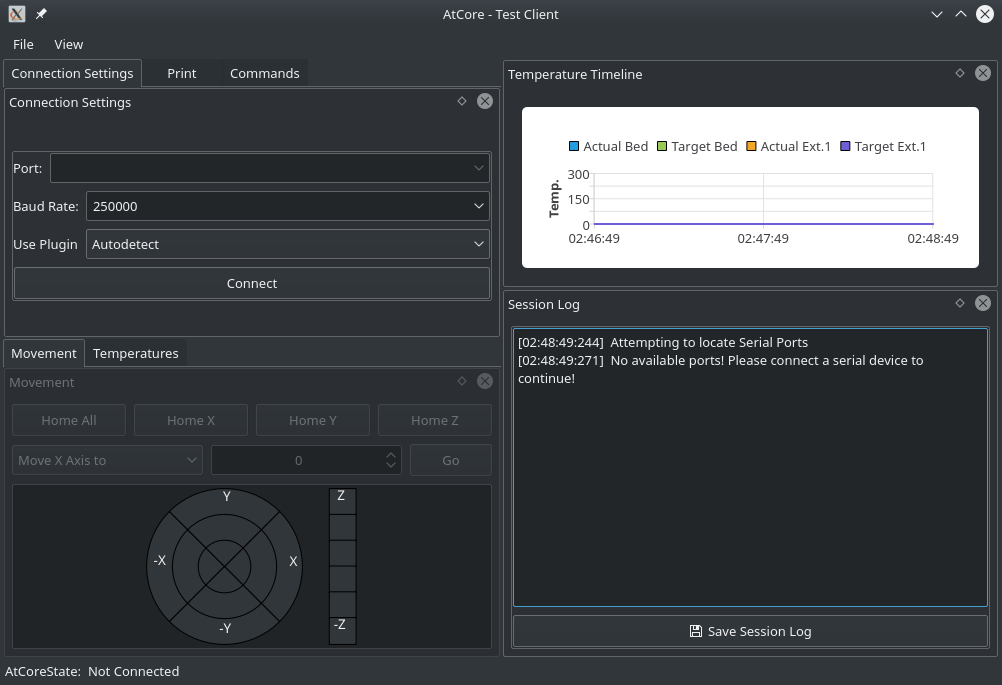 AtCore - Test Client
File View
Connection Settings Print Commands
Connection Settings
Port:
Baud Rate: 250000
Use Plugin Autodetect
Connect
Movement Temperatures
Movement
Home All Home X Home Y Home Z
Move X Axis to 0 Go
Y
-X X
-Y
Z
-Z
Temperature Timeline
Actual Bed Target Bed Actual Ext.1 Target Ext.1
Temp.
300
150
0
02:46:49 02:47:49 02:48:49
Session Log
[02:48:49:244] Attempting to locate Serial Ports
[02:48:49:271] No available ports! Please connect a serial device to
continue!
Save Session Log
AtCoreState: Not Connected